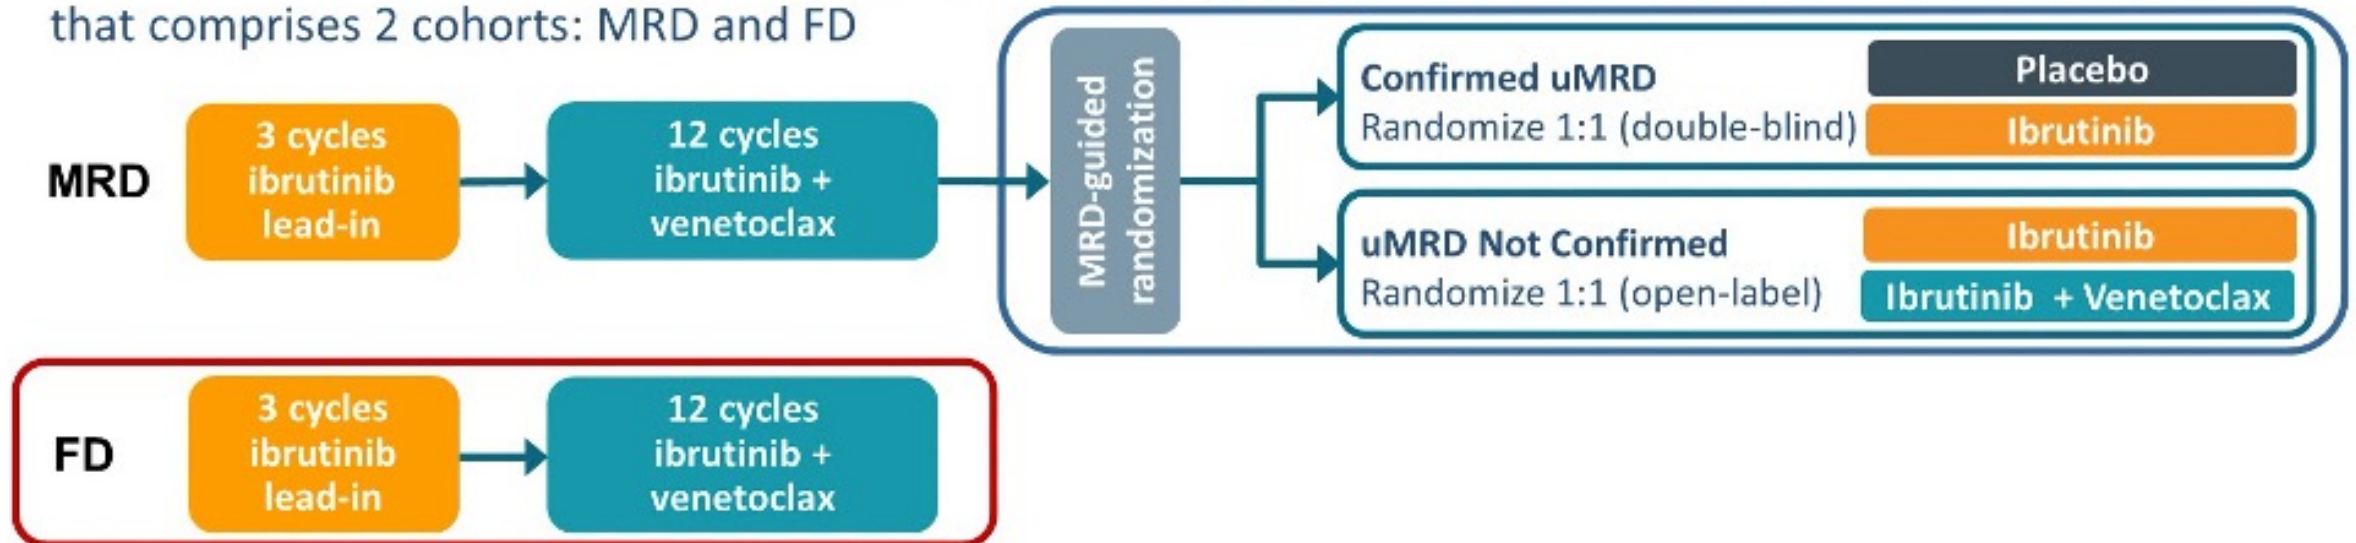 that comprises 2 cohorts: MRD and FD
MRD
3 cycles
ibrutinib
lead-in
12 cycles
ibrutinib +
venetoclax
MRD-guided
randomization
Confirmed uMRD
Randomize 1:1 (double-blind)
Placebo
Ibrutinib
uMRD Not Confirmed
Randomize 1:1 (open-label)
Ibrutinib
Ibrutinib + Venetoclax
FD
3 cycles
ibrutinib
lead-in
12 cycles
ibrutinib +
venetoclax